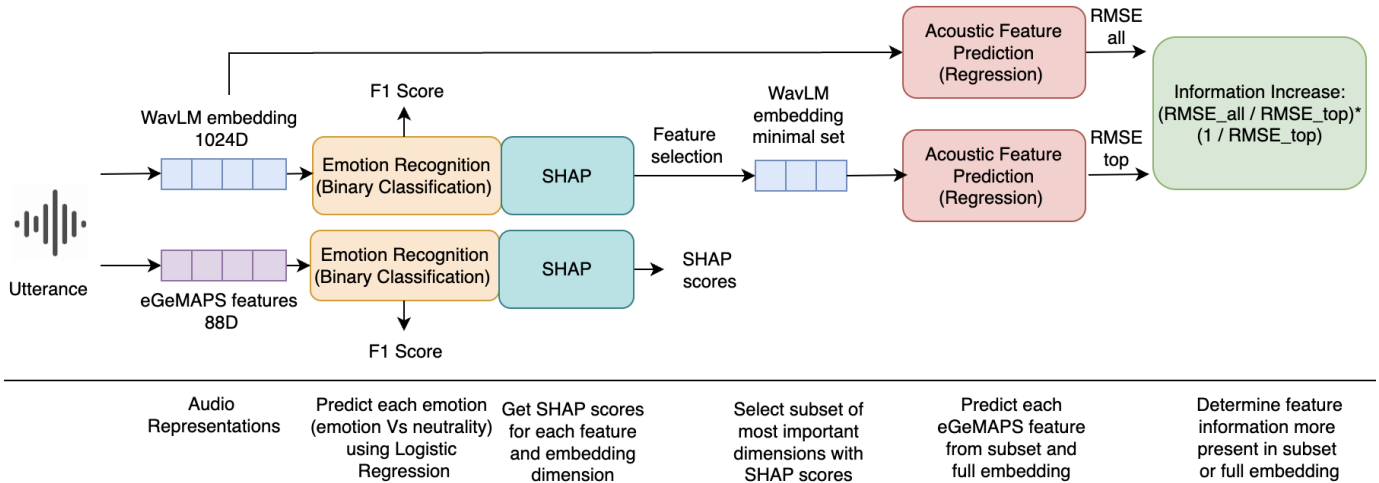 Utterance
WavLM embedding
1024D
eGeMAPS features
88D
F1 Score
Emotion Recognition
(Binary Classification)
SHAP
Emotion Recognition
(Binary Classification)
SHAP
F1 Score
SHAP
scores
Feature
selection
WavLM
embedding
minimal set
Acoustic Feature
Prediction
(Regression)
RMSE
all
Acoustic Feature
Prediction
(Regression)
RMSE
top
Information Increase:
(RMSE_all / RMSE_top)*
(1 / RMSE_top)
Audio
Representations
Predict each emotion
(emotion Vs neutrality)
using Logistic
Regression
Get SHAP scores
for each feature
and embedding
dimension
Select subset of
most important
dimensions with
SHAP scores
Predict each
eGeMAPS feature
from subset and
full embedding
Determine feature
information more
present in subset
or full embedding